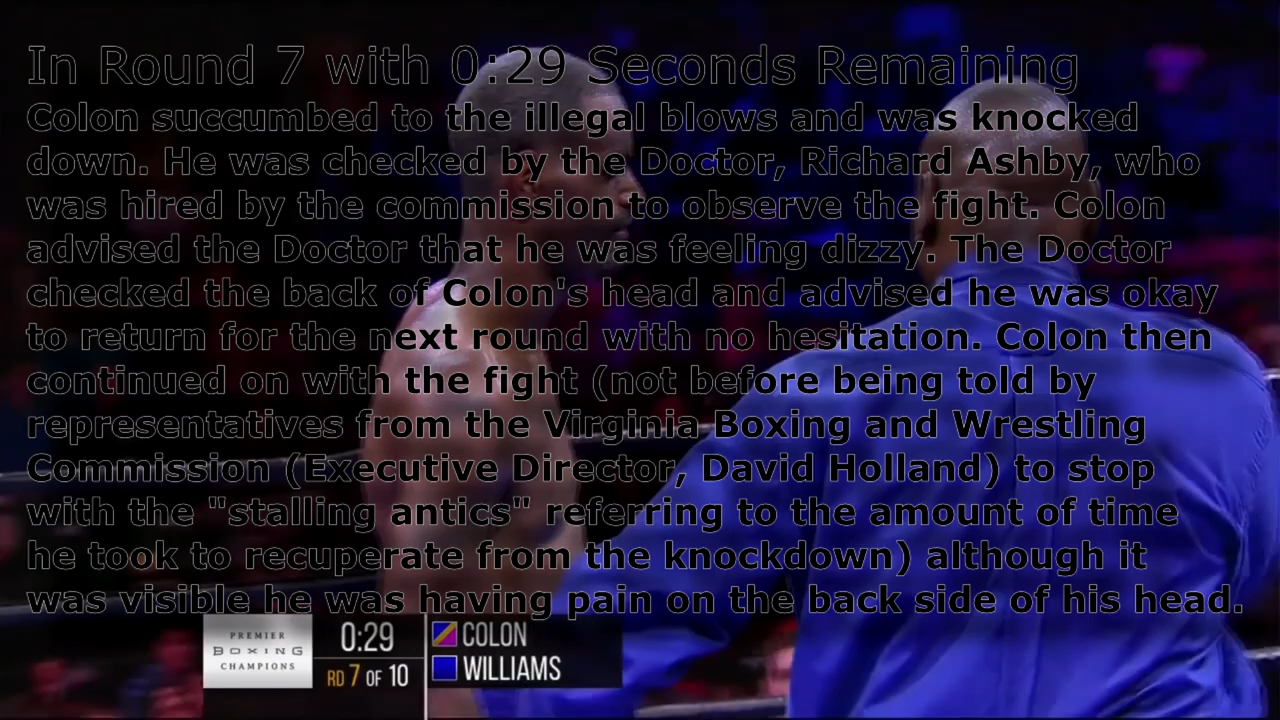 In Round 7 with 0:29 Seconds Remaining
Colon succumbed to the illegal blows and was knocked
down. He was checked by the Doctor, Richard Ashby, who
was hired by the commission to observe the fight. Colon
advised the Doctor that he was feeling dizzy. The Doctor
checked the back of Colon's head and advised he was okay
to return for the next round with no hesitation. Colon then
continued on with the fight (not before being told by
representatives from the Virginia Boxing and Wrestling
Commission (Executive Director, David Holland) to stop
with the "stalling antics" referring to the amount of time
he took to recuperate from the knockdown) although it
was visible he was having pain on the back side of his head.
PREMIER
BOXING
CHAMPIONS
0:29
RD 7 OF 10
COLON
WILLIAMS